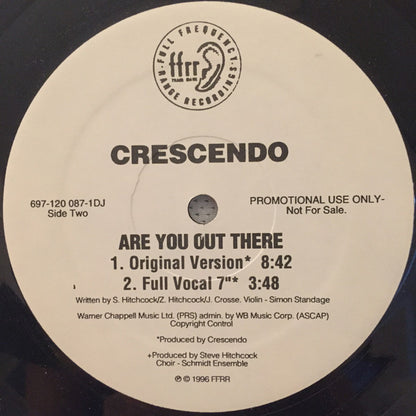 FULL FREQUENCY
ffrr
TRADE MARK
RANGE RECORDINGS
CRESCENDO
697-120 087-1DJ
Side Two
PROMOTIONAL USE ONLY-
Not For Sale.
ARE YOU OUT THERE
1. Original Version* 8:42
2. Full Vocal 7"* 3:48
Written by S. Hitchcock/Z. Hitchcock/J. Crosse. Violin - Simon Standage
Warner Chappell Music Ltd. (PRS) admin. by WB Music Corp. (ASCAP)
Copyright Control
*Produced by Crescendo
+Produced by Steve Hitchcock
Choir - Schmidt Ensemble
℗ © 1996 FFRR